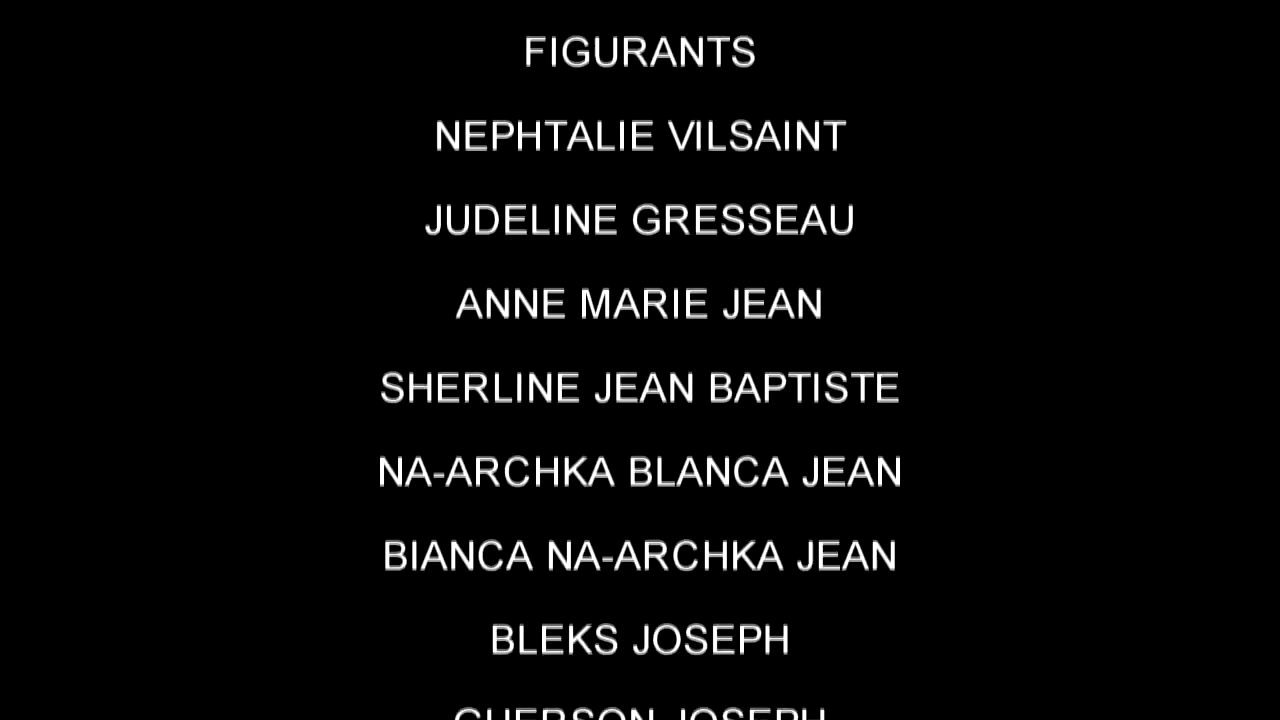 FIGURANTS
NEPHTALIE VILSAINT
JUDELINE GRESSEAU
ANNE MARIE JEAN
SHERLINE JEAN BAPTISTE
NA-ARCHKA BLANCA JEAN
BIANCA NA-ARCHKA JEAN
BLEKS JOSEPH
JOSEPH